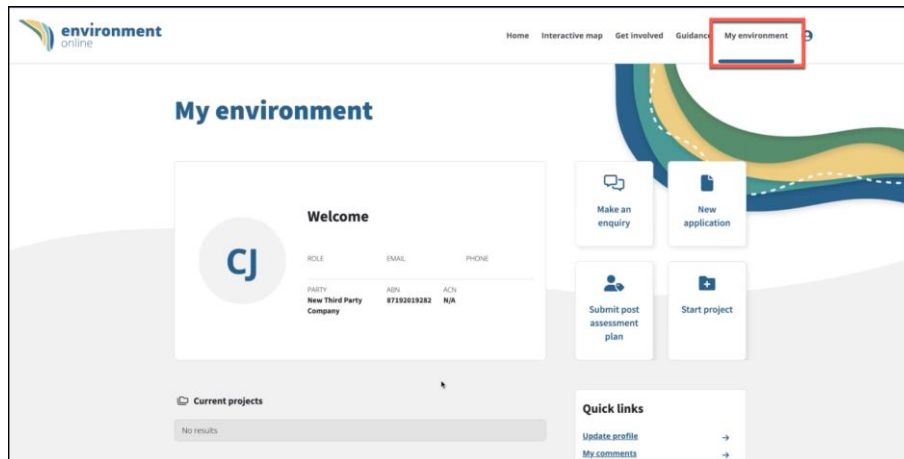 environment
online
Home Interactive map Get involved Guidance My environment
My environment
CJ
Welcome
ROLE EMAIL PHONE
PARTY ABN ACN
New Third Party 87192019282 N/A
Company
Make an
enquiry
New
application
Submit post
assessment
plan
Start project
Current projects
No results
Quick links
Update profile
My comments